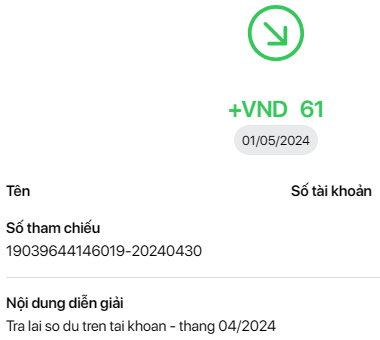 +VND 61
01/05/2024
Tên Số tài khoản
Số tham chiếu
19039644146019-20240430
Nội dung diễn giải
Tra lai so du tren tai khoan - thang 04/2024